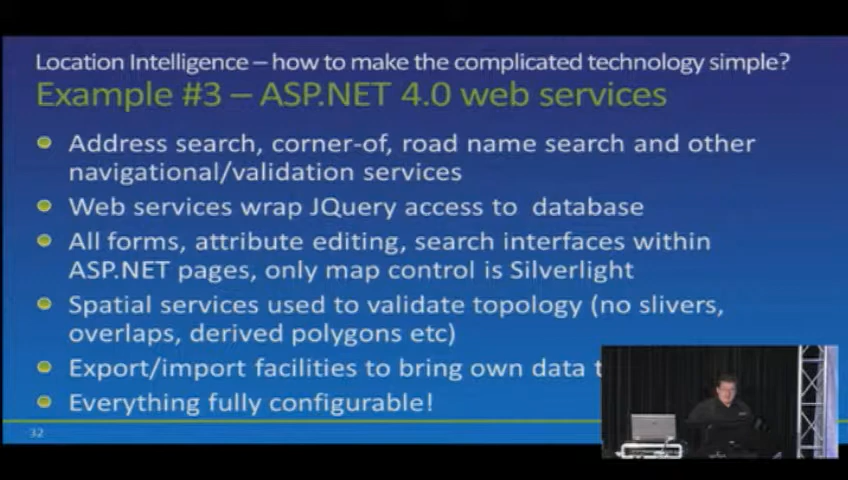 Location Intelligence – how to make the complicated technology simple?
Example #3 – ASP.NET 4.0 web services
Address search, corner-of, road name search and other
navigational/validation services
Web services wrap JQuery access to database
All forms, attribute editing, search interfaces within
ASP.NET pages, only map control is Silverlight
Spatial services used to validate topology (no slivers,
overlaps, derived polygons etc)
Export/import facilities to bring own data
Everything fully configurable!
32